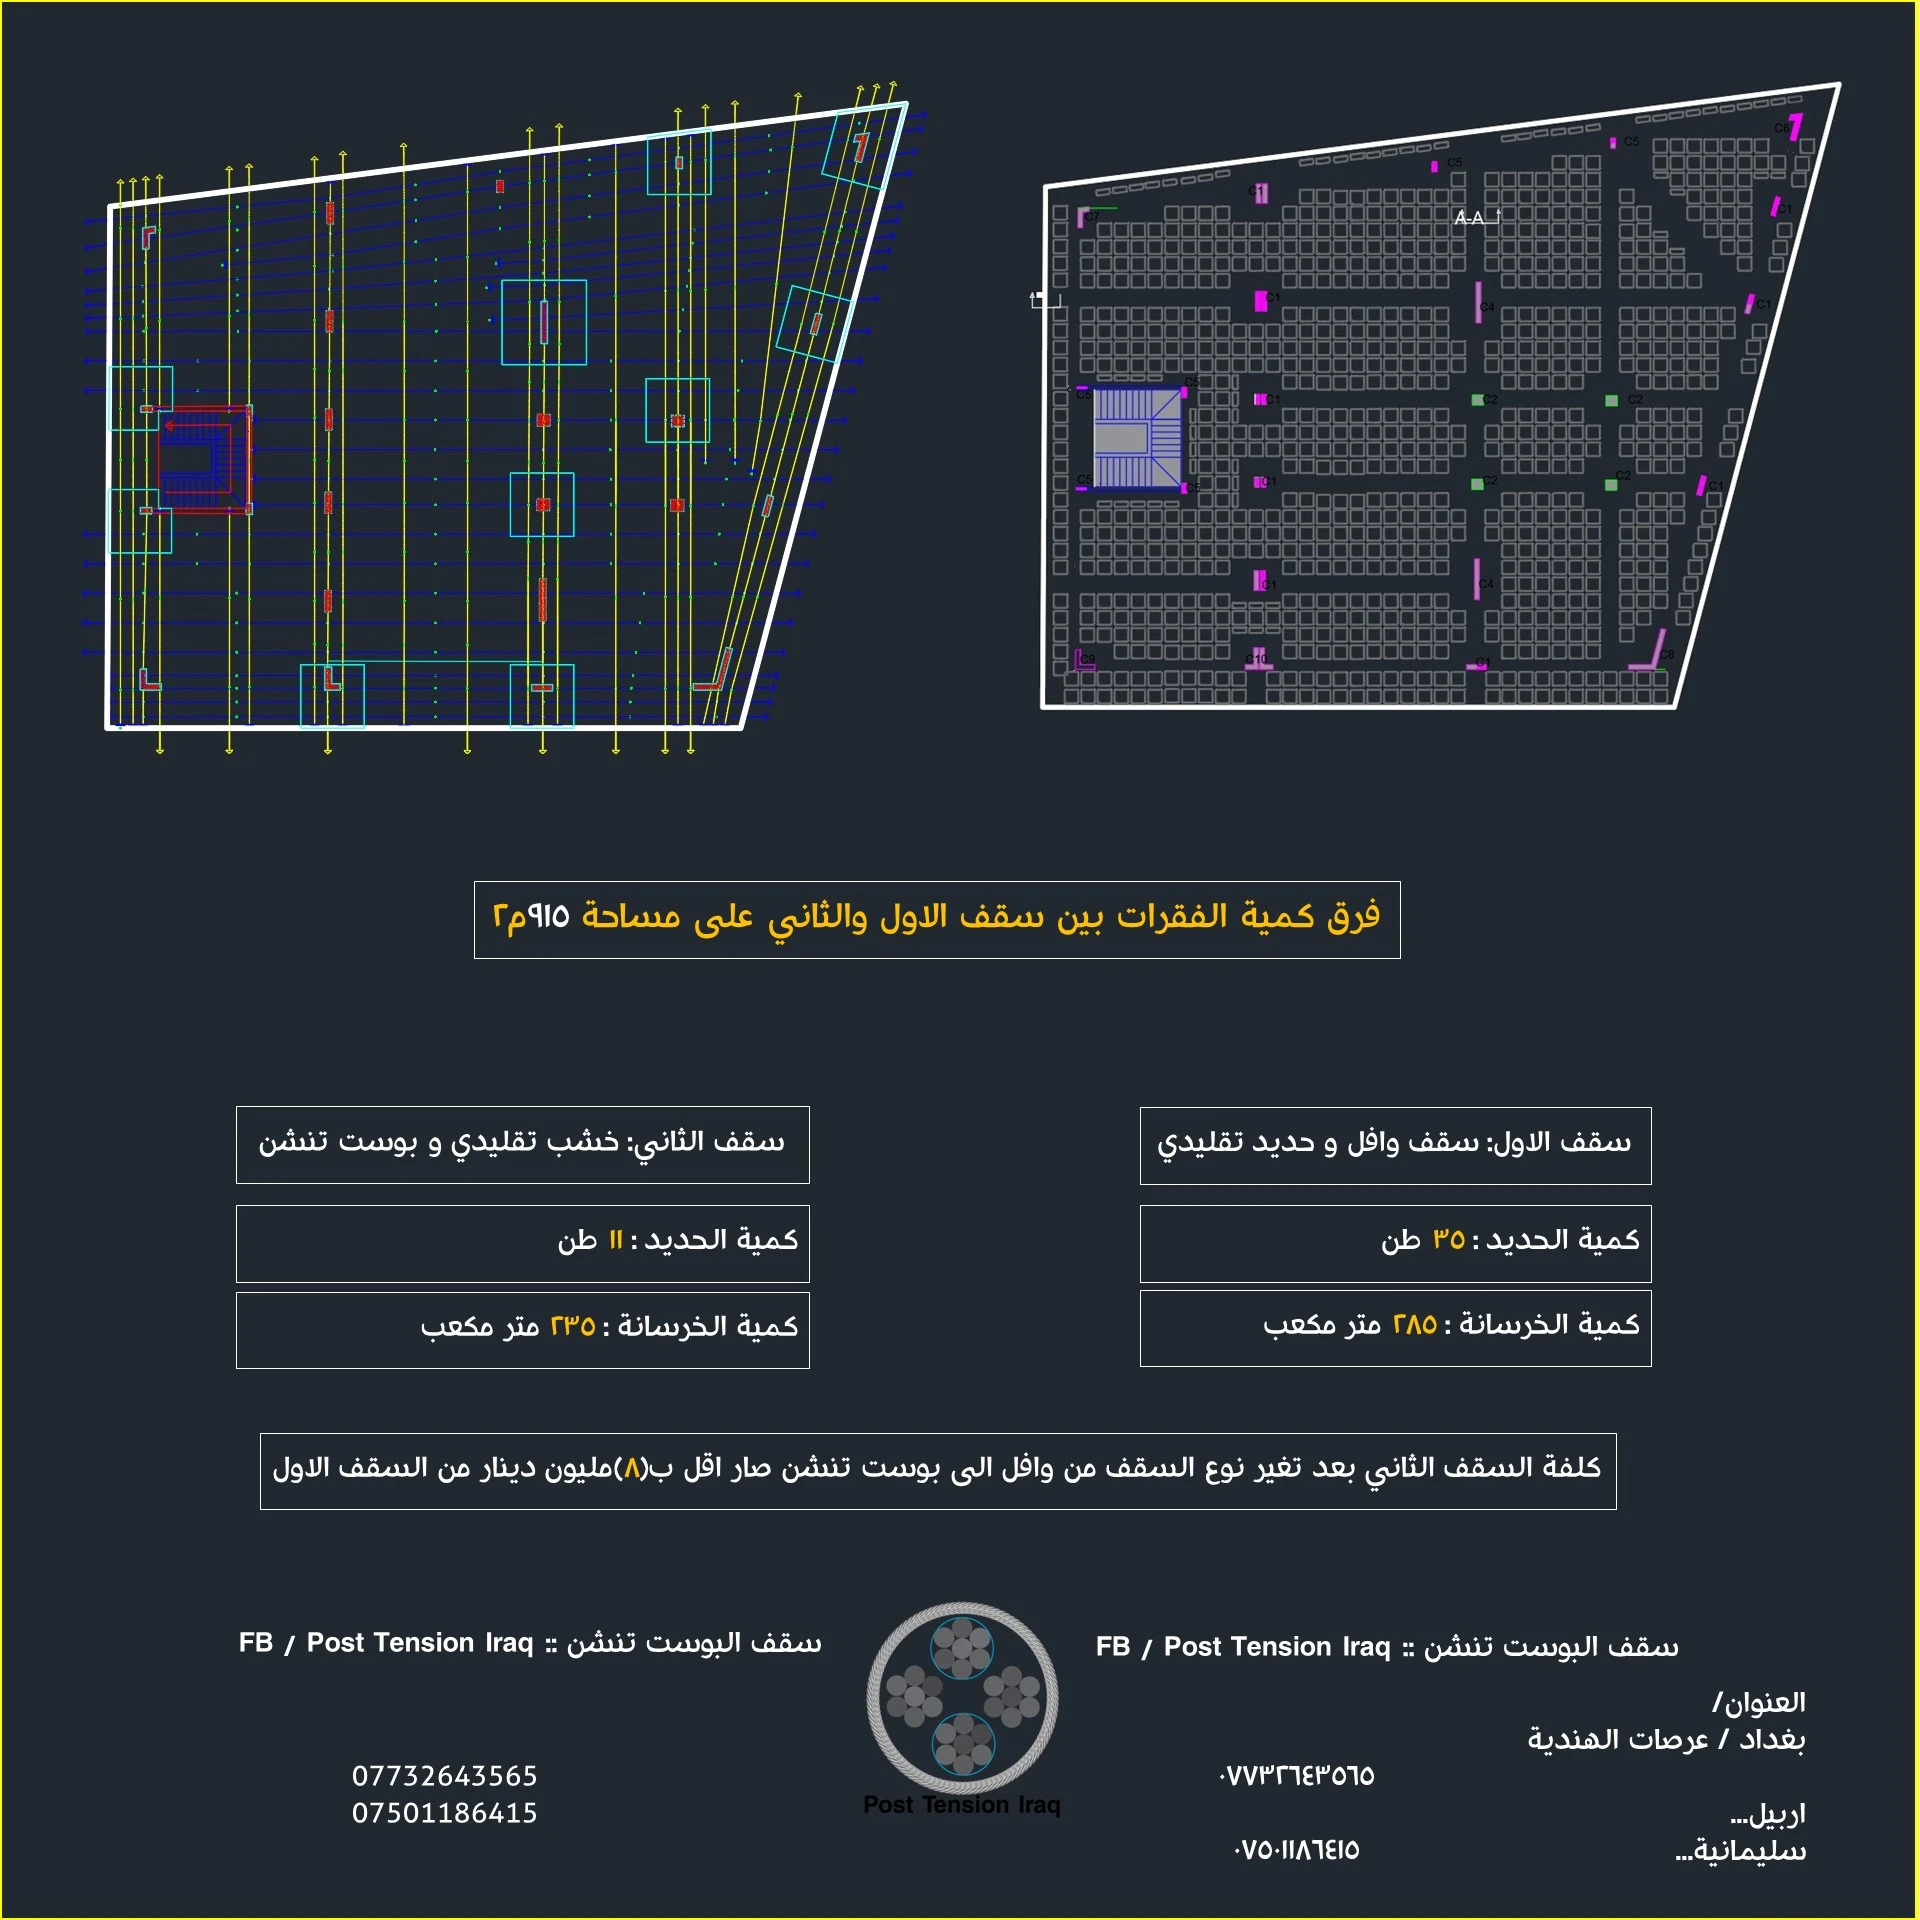 C6
C5
C5
C1
C7
C1
A-A
C1
C4
C1
C5
C5
C1
C2
C2
C5
C5
C1
C2
C2
C1
C1
C4
C9
C10
C1
C8
فرق كمية الفقرات بين سقف الاول والثاني على مساحة ٩١٥م٢
سقف الاول: سقف وافل و حديد تقليدي
كمية الحديد : ٣٥ طن
كمية الخرسانة : ٢٨٥ متر مكعب
سقف الثاني: خشب تقليدي و بوست تنشن
كمية الحديد : ١١ طن
كمية الخرسانة : ٢٣٥ متر مكعب
كلفة السقف الثاني بعد تغير نوع السقف من وافل الى بوست تنشن صار اقل ب(٨)مليون دينار من السقف الاول
سقف البوست تنشن :: FB / Post Tension Iraq
العنوان/
بغداد / عرصات الهندية
٠٧٧٣٢٦٤٣٥٦٥
اربيل...
سليمانية...
٠٧٥٠١١٨٦٤١٥
Post Tension Iraq
سقف البوست تنشن :: FB / Post Tension Iraq
07732643565
07501186415